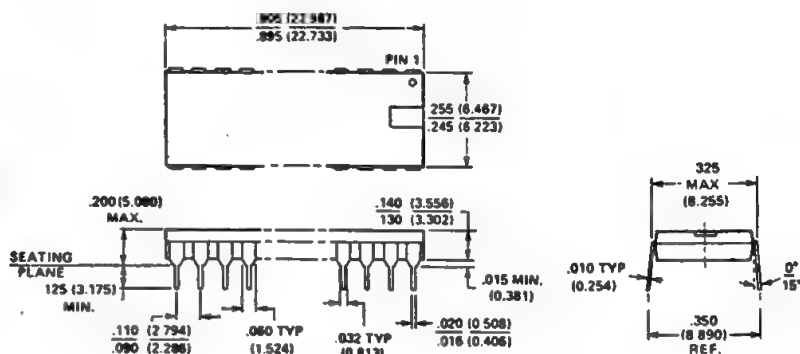 .905 (22.987)
.895 (22.733)
PIN 1
.255 (6.467)
.245 (6.223)
.325
MAX
(8.255)
.200 (5.080)
MAX.
.140 (3.556)
130 (3.302)
SEATING
PLANE
125 (3.175)
MIN.
.015 MIN.
(0.381)
.010 TYP
(0.254)
0°
15°
.110 (2.794)
.090 (2.286)
.060 TYP
(1.524)
.032 TYP
(0.813)
.020 (0.508)
.016 (0.406)
.350
(8.890)
REF.